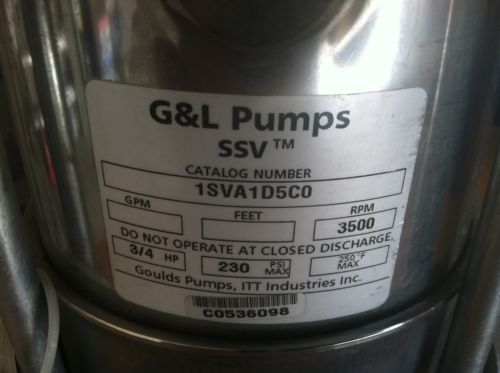 G&L Pumps
SSV™
CATALOG NUMBER
1SVA1D5C0
GPM FEET RPM
3500
DO NOT OPERATE AT CLOSED DISCHARGE.
3/4 HP 230 PSI MAX 250°F MAX
Goulds Pumps, ITT Industries Inc.
C0536098